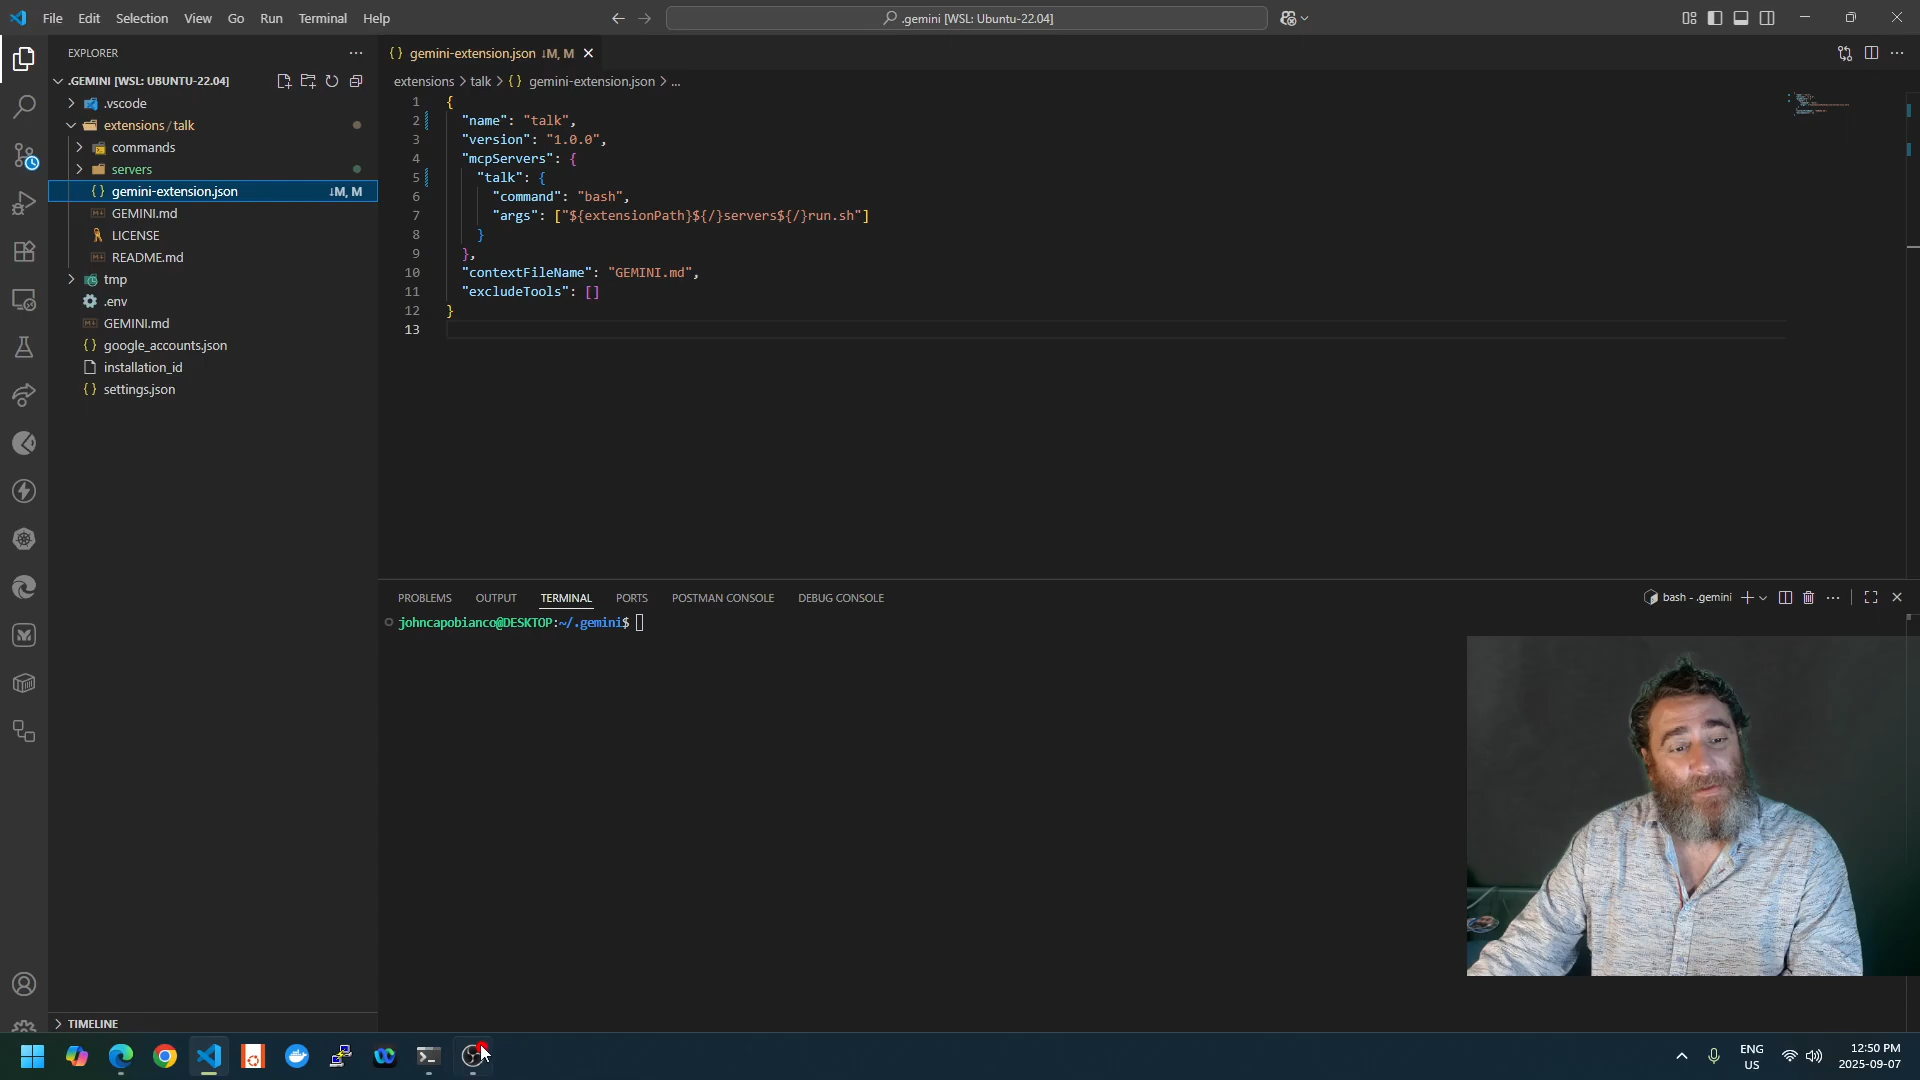 File Edit Selection View Go Run Terminal Help
.gemini [WSL: Ubuntu-22.04]
EXPLORER
.GEMINI [WSL: UBUNTU-22.04]
.vscode
extensions / talk
commands
servers
gemini-extension.json ↓M, M
GEMINI.md
LICENSE
README.md
tmp
.env
GEMINI.md
google_accounts.json
installation_id
settings.json
TIMELINE
gemini-extension.json ↓M, M
extensions > talk > {} gemini-extension.json > ...
1 {
2 "name": "talk",
3 "version": "1.0.0",
4 "mcpServers": {
5 "talk": {
6 "command": "bash",
7 "args": ["${extensionPath}${/}servers${/}run.sh"]
8 }
9 },
10 "contextFileName": "GEMINI.md",
11 "excludeTools": []
12 }
13
PROBLEMS OUTPUT TERMINAL PORTS POSTMAN CONSOLE DEBUG CONSOLE
bash - .gemini
johncapobianco@DESKTOP:~/.gemini$
ENG
US
12:50 PM
2025-09-07